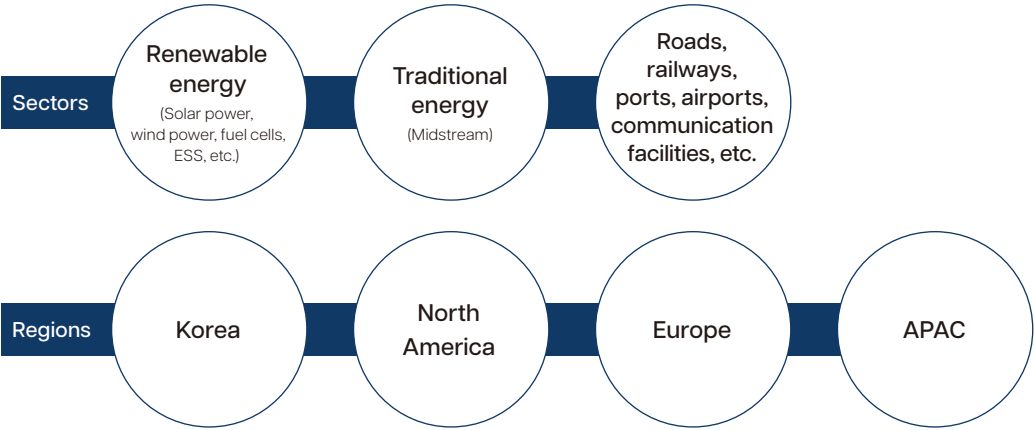 Sectors
Renewable
energy
(Solar power,
wind power, fuel cells,
ESS, etc.)
Traditional
energy
(Midstream)
Roads,
railways,
ports, airports,
communication
facilities, etc.
Regions
Korea
North
America
Europe
APAC